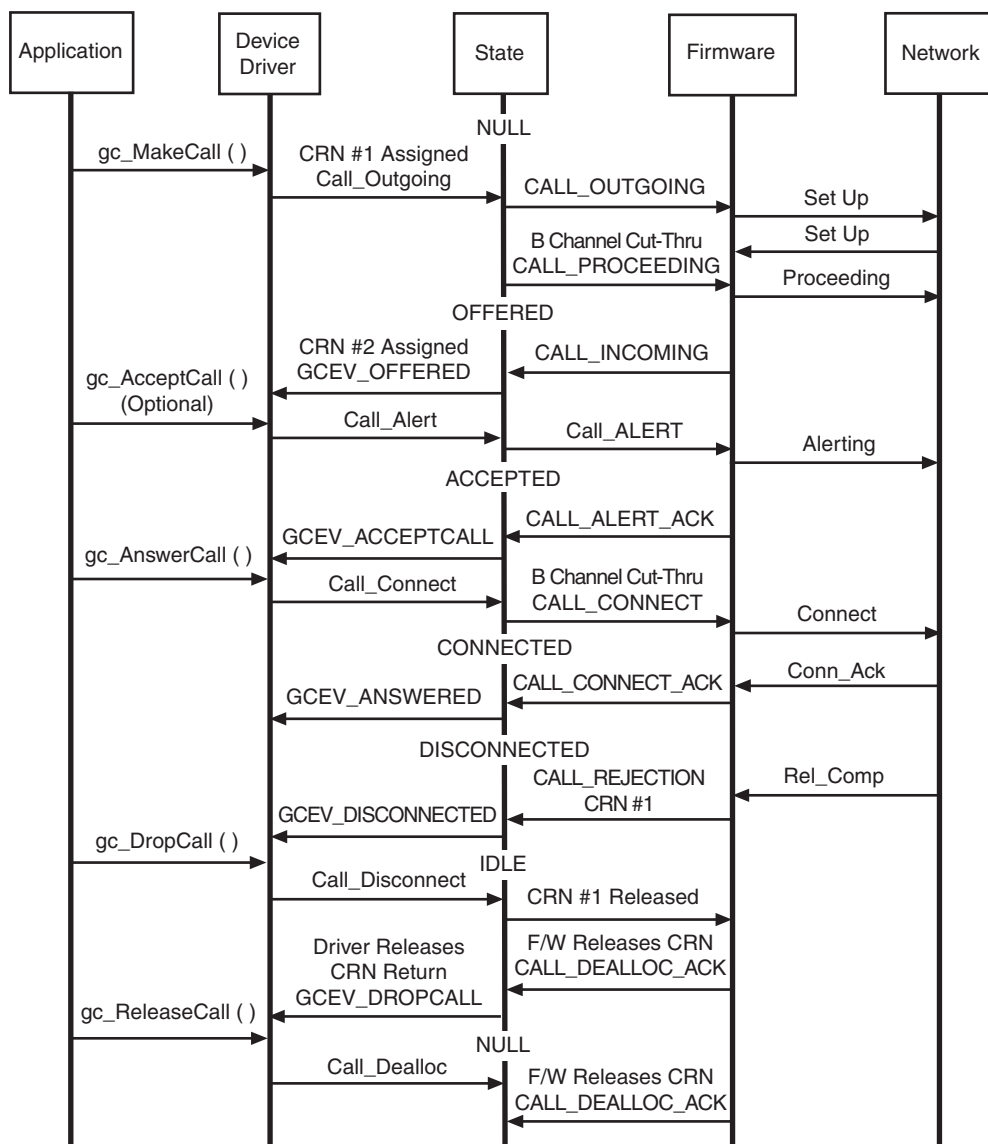 Application
Device
Driver
State
Firmware
Network
NULL
gc_MakeCall ( )
CRN #1 Assigned
Call_Outgoing
CALL_OUTGOING
Set Up
Set Up
B Channel Cut-Thru
CALL_PROCEEDING
Proceeding
OFFERED
CRN #2 Assigned
GCEV_OFFERED
CALL_INCOMING
gc_AcceptCall ( )
(Optional)
Call_Alert
Call_ALERT
Alerting
ACCEPTED
CALL_ALERT_ACK
GCEV_ACCEPTCALL
gc_AnswerCall ( )
Call_Connect
B Channel Cut-Thru
CALL_CONNECT
Connect
CONNECTED
Conn_Ack
CALL_CONNECT_ACK
GCEV_ANSWERED
DISCONNECTED
Rel_Comp
CALL_REJECTION
CRN #1
GCEV_DISCONNECTED
gc_DropCall ( )
IDLE
Call_Disconnect
CRN #1 Released
F/W Releases CRN
CALL_DEALLOC_ACK
Driver Releases
CRN Return
GCEV_DROPCALL
gc_ReleaseCall ( )
NULL
Call_Dealloc
F/W Releases CRN
CALL_DEALLOC_ACK